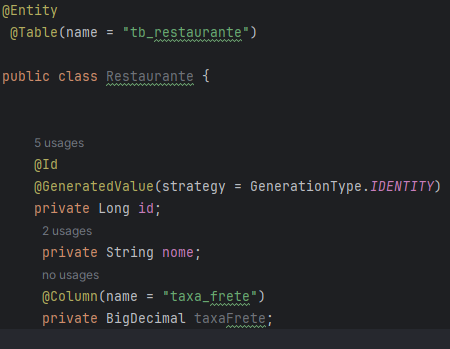 @Entity
@Table(name = "tb_restaurante")
public class Restaurante {
5 usages
@Id
@GeneratedValue(strategy = GenerationType.IDENTITY)
private Long id;
2 usages
private String nome;
no usages
@Column(name = "taxa_frete")
private BigDecimal taxaFrete;